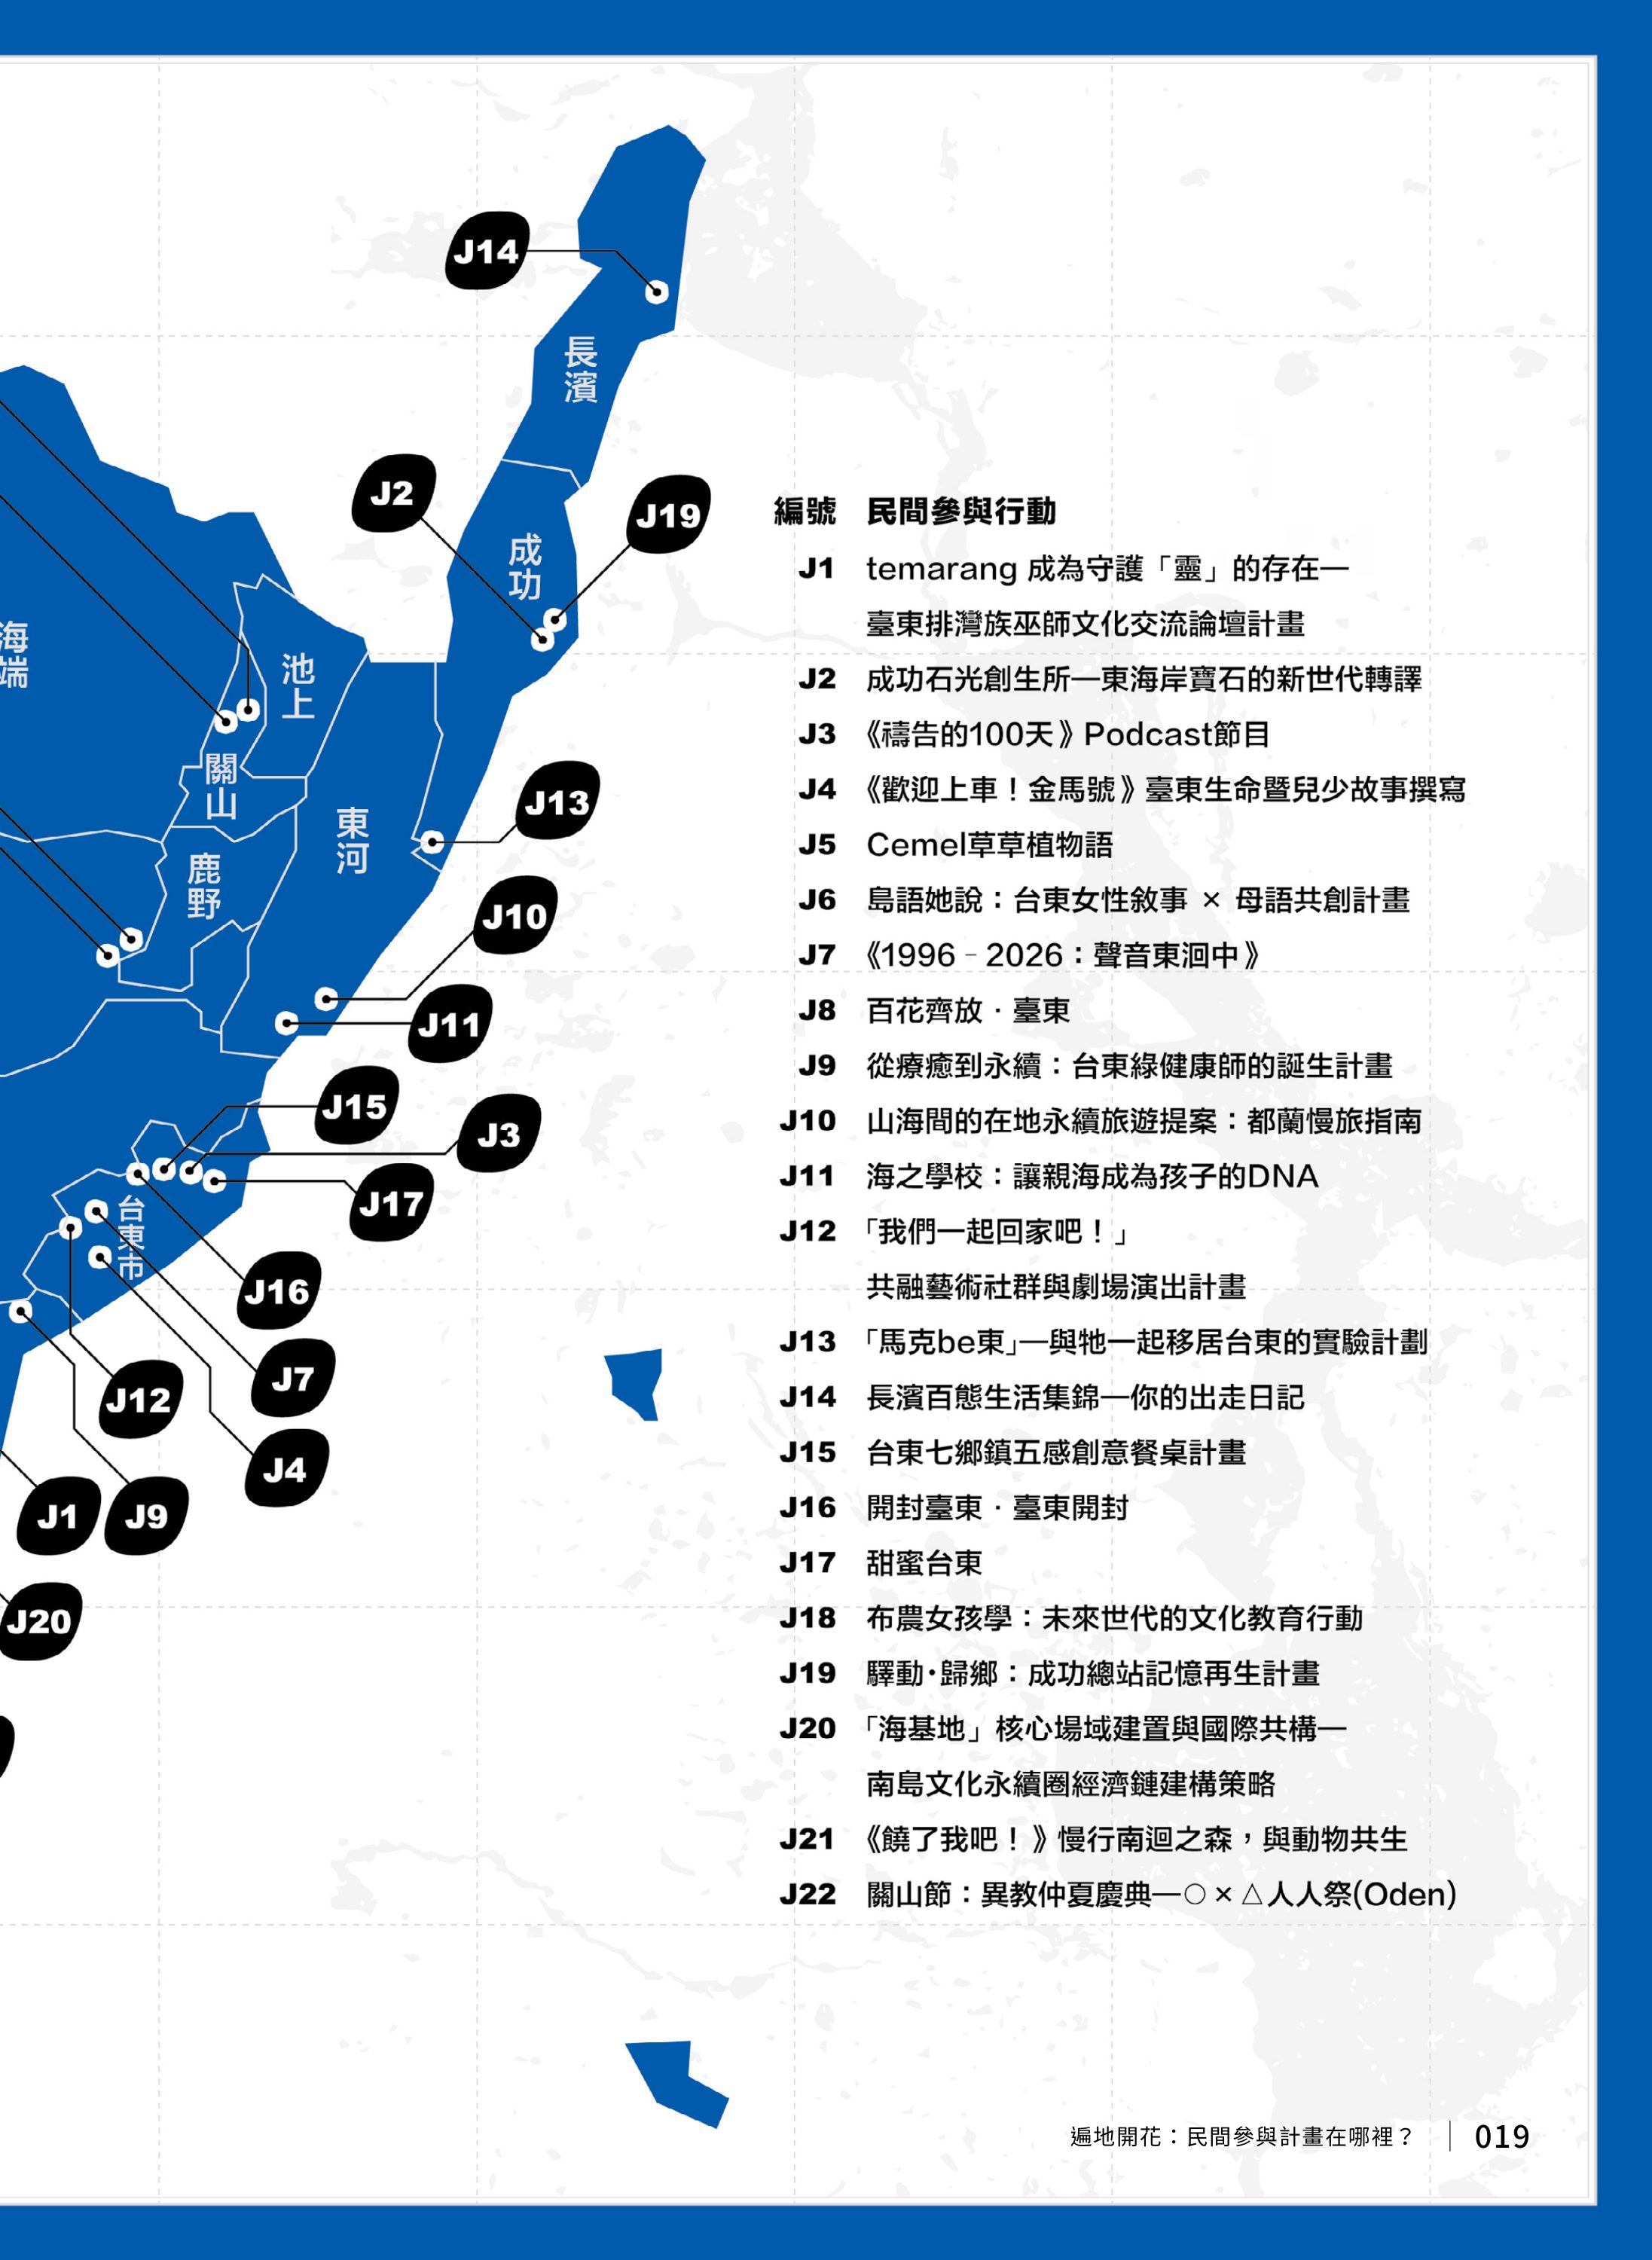 J14
長濱
J2
J19
成功
海端
池上
關山
J13
東河
鹿野
J10
J11
J15
J3
J17
台東市
J16
J7
J12
J4
J1
J9
J20
編號 民間參與行動
J1 temarang 成為守護「靈」的存在—
臺東排灣族巫師文化交流論壇計畫
J2 成功石光創生所—東海岸寶石的新世代轉譯
J3 《禱告的100天》Podcast節目
J4 《歡迎上車！金馬號》臺東生命暨兒少故事撰寫
J5 Cemel草草植物語
J6 島語她說：台東女性敘事 × 母語共創計畫
J7 《1996－2026：聲音東洄中》
J8 百花齊放．臺東
J9 從療癒到永續：台東綠健康師的誕生計畫
J10 山海間的在地永續旅遊提案：都蘭慢旅指南
J11 海之學校：讓親海成為孩子的DNA
J12 「我們一起回家吧！」
共融藝術社群與劇場演出計畫
J13 「馬克be東」—與牠一起移居台東的實驗計劃
J14 長濱百態生活集錦—你的出走日記
J15 台東七鄉鎮五感創意餐桌計畫
J16 開封臺東．臺東開封
J17 甜蜜台東
J18 布農女孩學：未來世代的文化教育行動
J19 驛動･歸鄉：成功總站記憶再生計畫
J20 「海基地」核心場域建置與國際共構—
南島文化永續圈經濟鏈建構策略
J21 《饒了我吧！》慢行南迴之森，與動物共生
J22 關山節：異教仲夏慶典—○×△人人祭(Oden)
遍地開花：民間參與計畫在哪裡？ 019